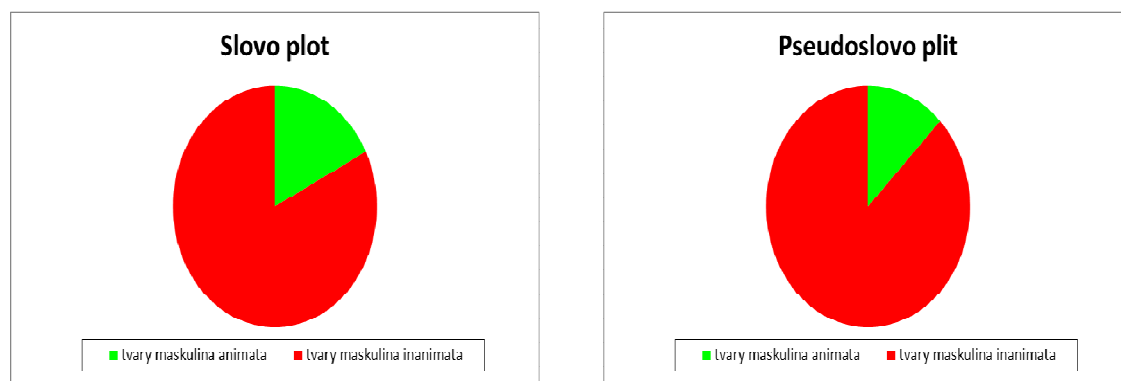 Slovo plot
tvary maskulina animata tvary maskulina inanimata
Pseudoslovo plit
tvary maskulina animata tvary maskulina inanimata